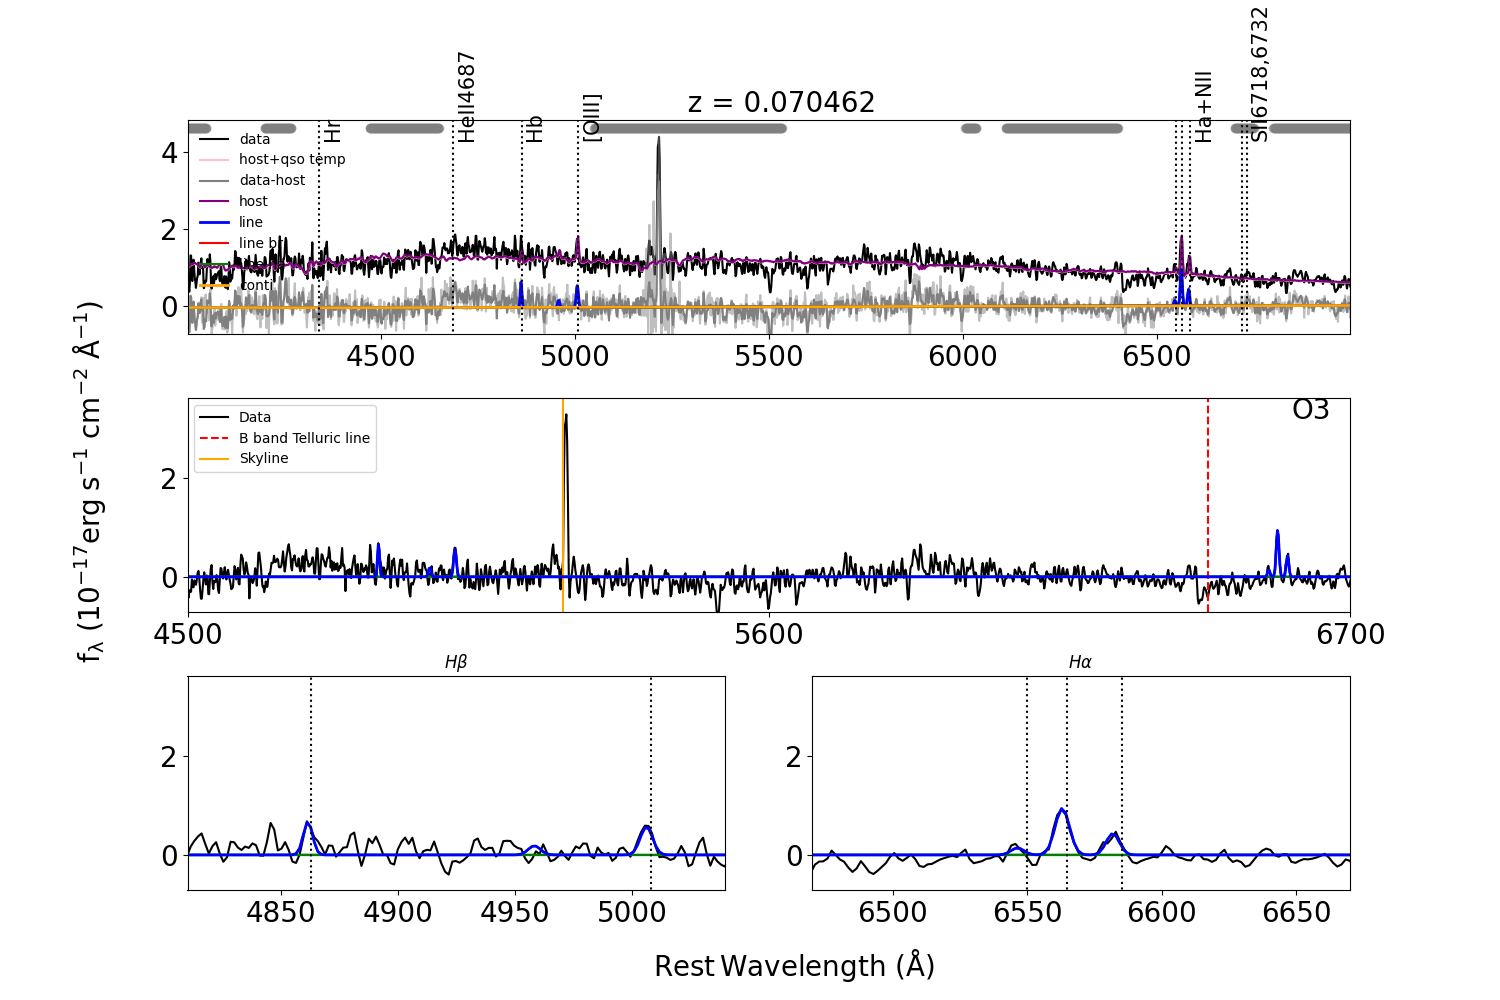 z = 0.070462
Hr
HeII4687
Hb
[OIII]
Ha+NII
SII6718,6732
data
host+qso temp
data-host
host
line
line br
conti
4
2
0
4500
5000
5500
6000
6500
O3
Data
B band Telluric line
Skyline
2
0
4500
5600
6700
fλ (10⁻¹⁷erg s⁻¹ cm⁻² Å⁻¹)
Hβ
2
0
4850
4900
4950
5000
Hα
2
0
6500
6550
6600
6650
Rest Wavelength (Å)